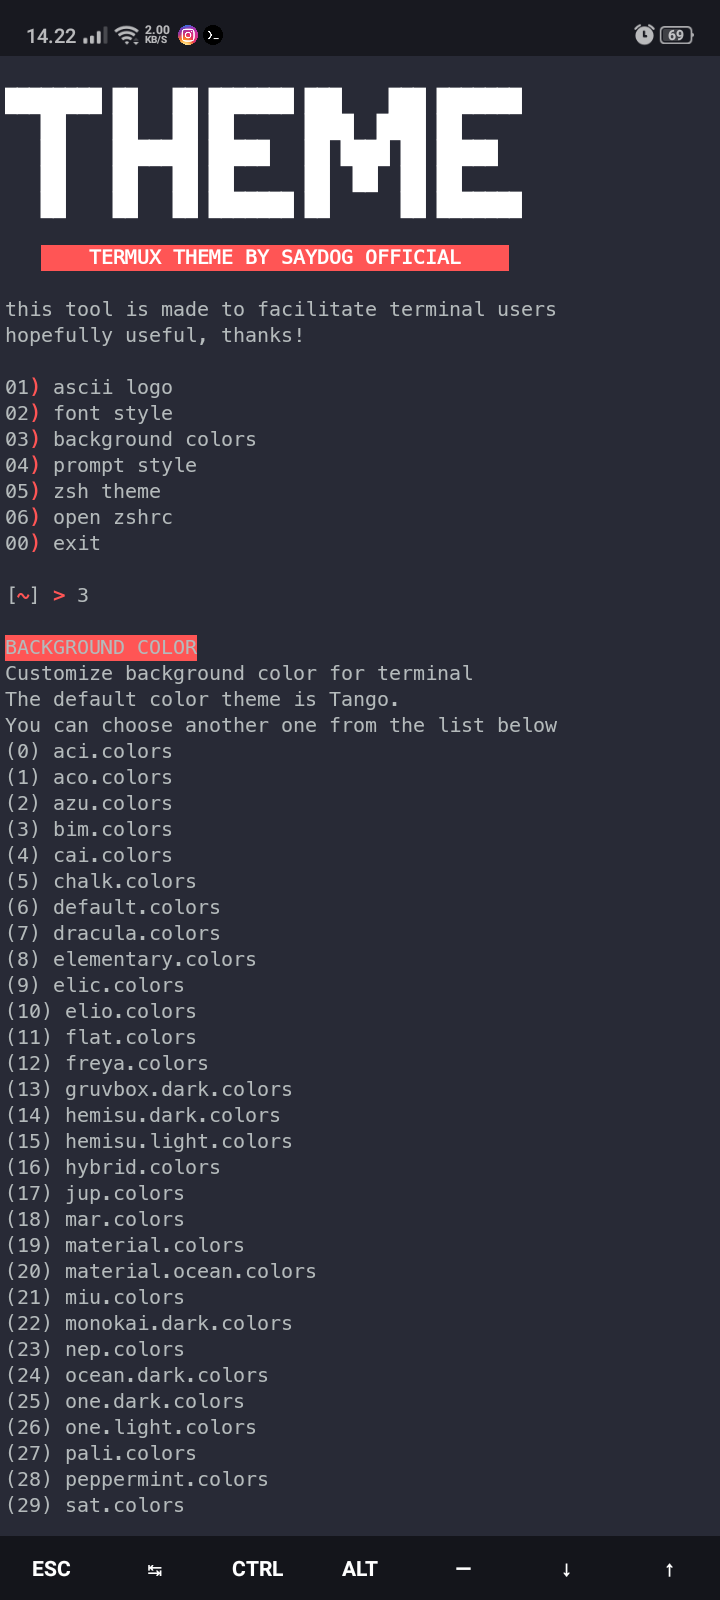 14.22 2.00 KB/S 69
THEME
TERMUX THEME BY SAYDOG OFFICIAL
this tool is made to facilitate terminal users
hopefully useful, thanks!
01) ascii logo
02) font style
03) background colors
04) prompt style
05) zsh theme
06) open zshrc
00) exit
[~] > 3
BACKGROUND COLOR
Customize background color for terminal
The default color theme is Tango.
You can choose another one from the list below
(0) aci.colors
(1) aco.colors
(2) azu.colors
(3) bim.colors
(4) cai.colors
(5) chalk.colors
(6) default.colors
(7) dracula.colors
(8) elementary.colors
(9) elic.colors
(10) elio.colors
(11) flat.colors
(12) freya.colors
(13) gruvbox.dark.colors
(14) hemisu.dark.colors
(15) hemisu.light.colors
(16) hybrid.colors
(17) jup.colors
(18) mar.colors
(19) material.colors
(20) material.ocean.colors
(21) miu.colors
(22) monokai.dark.colors
(23) nep.colors
(24) ocean.dark.colors
(25) one.dark.colors
(26) one.light.colors
(27) pali.colors
(28) peppermint.colors
(29) sat.colors
ESC ↹ CTRL ALT — ↓ ↑